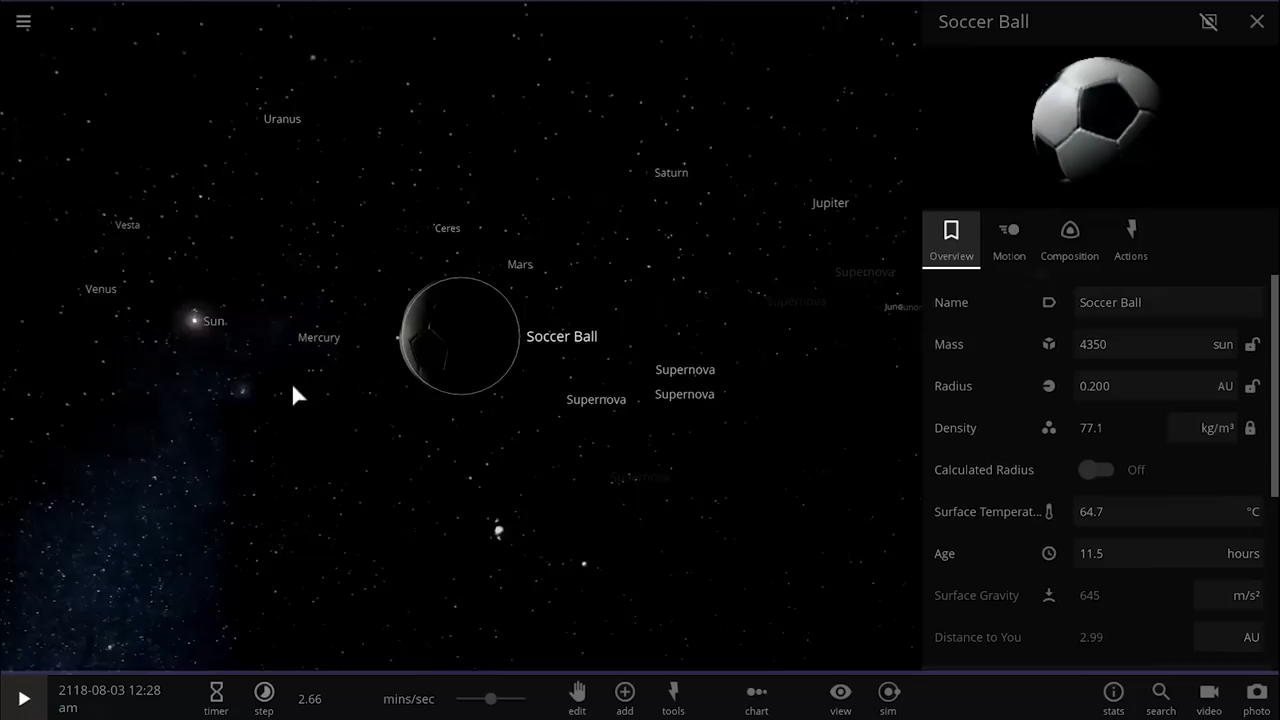 Soccer Ball
Uranus
Saturn
Jupiter
Vesta
Ceres
Mars
Venus
Sun
Mercury
Soccer Ball
Supernova
Supernova
Supernova
Supernova
Supernova
Supernova
Overview
Motion
Composition
Actions
Name Soccer Ball
Mass 4350 sun
Radius 0.200 AU
Density 77.1 kg/m³
Calculated Radius Off
Surface Temperat... 64.7 °C
Age 11.5 hours
Surface Gravity 645 m/s²
Distance to You 2.99 AU
2118-08-03 12:28
am
timer
step
2.66 mins/sec
edit
add
tools
chart
view
sim
stats
search
video
photo